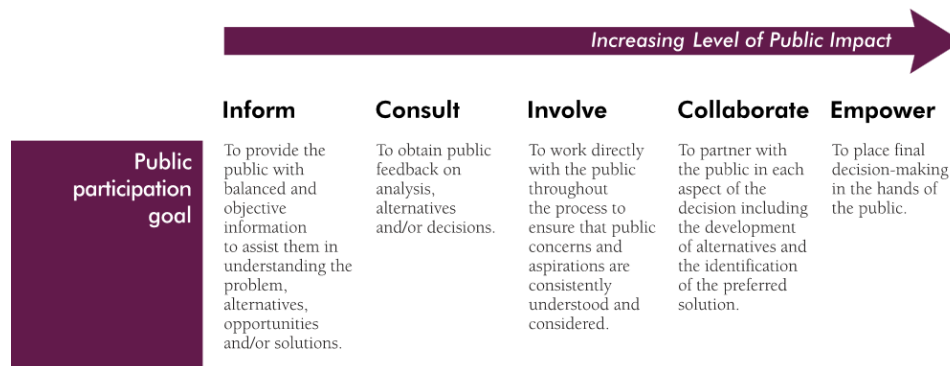 Increasing Level of Public Impact
Inform
Consult
Involve
Collaborate
Empower
Public
participation
goal
To provide the
public with
balanced and
objective
information
to assist them in
understanding the
problem,
alternatives,
opportunities
and/or solutions.
To obtain public
feedback on
analysis,
alternatives
and/or decisions.
To work directly
with the public
throughout
the process to
ensure that public
concerns and
aspirations are
consistently
understood and
considered.
To partner with
the public in each
aspect of the
decision including
the development
of alternatives and
the identification
of the preferred
solution.
To place final
decision-making
in the hands of
the public.